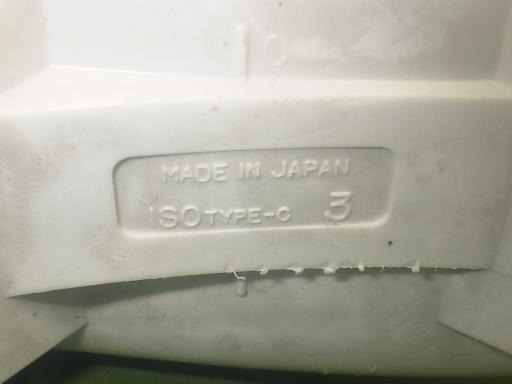 MADE IN JAPAN
ISO TYPE-C 3